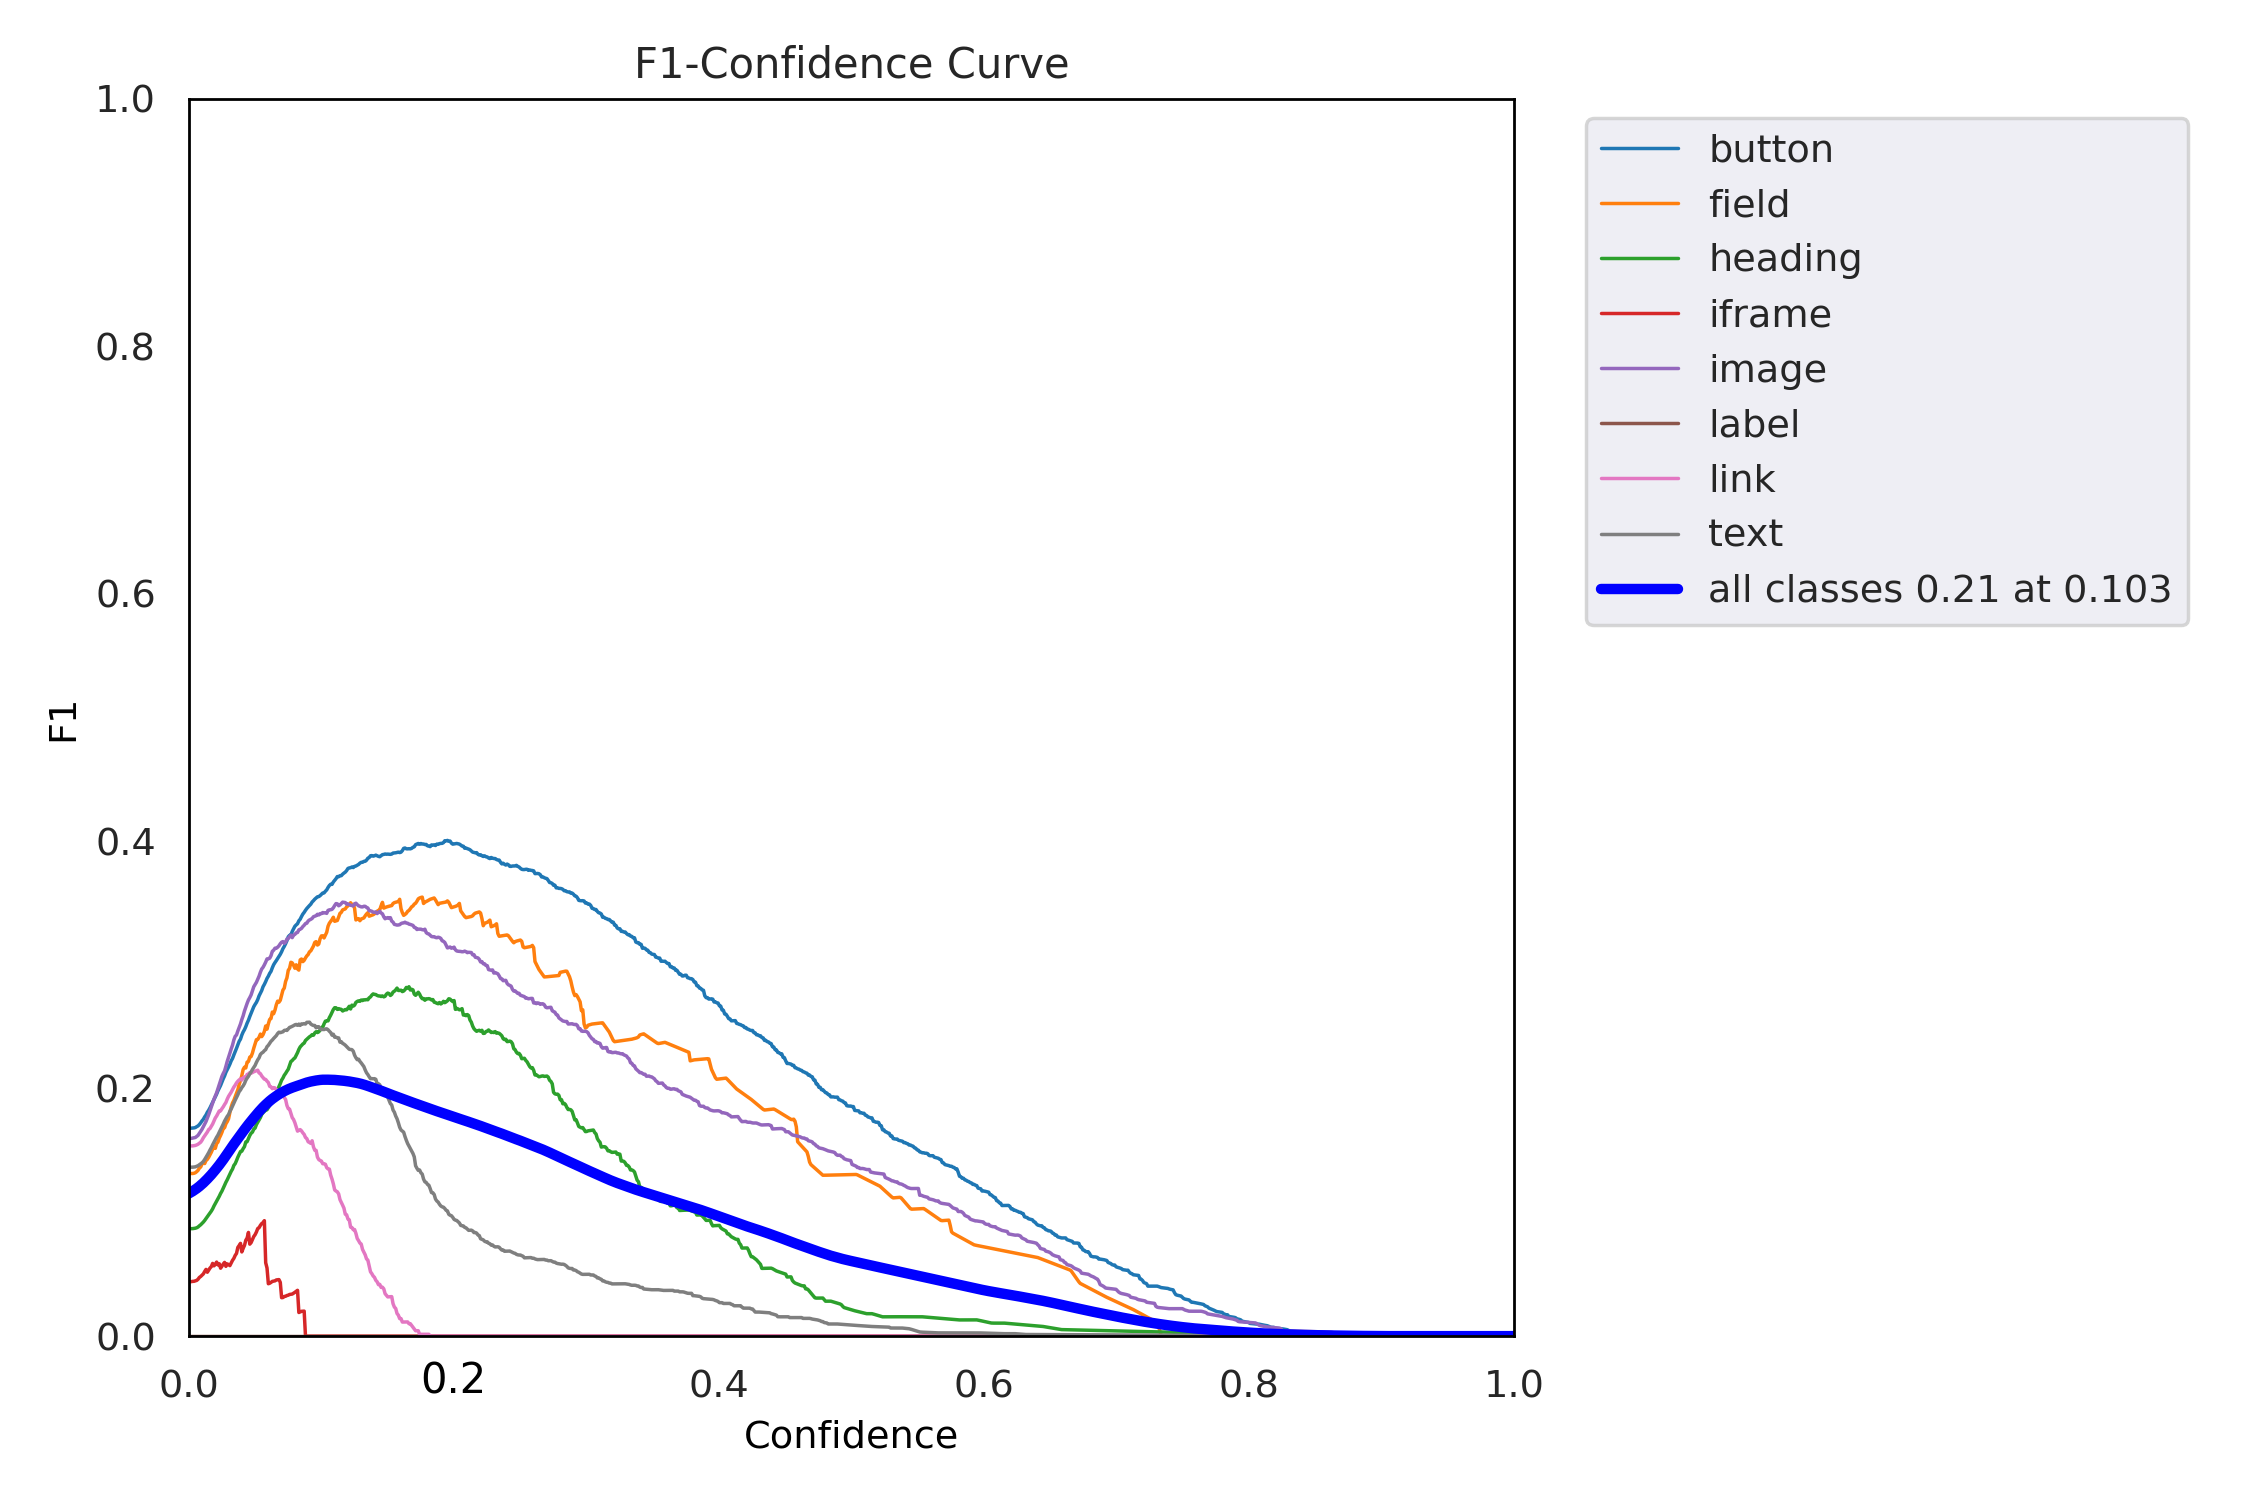 F1-Confidence Curve
1.0
0.8
0.6
0.4
0.2
0.0
F1
0.0
0.2
0.4
0.6
0.8
1.0
Confidence
button
field
heading
iframe
image
label
link
text
all classes 0.21 at 0.103